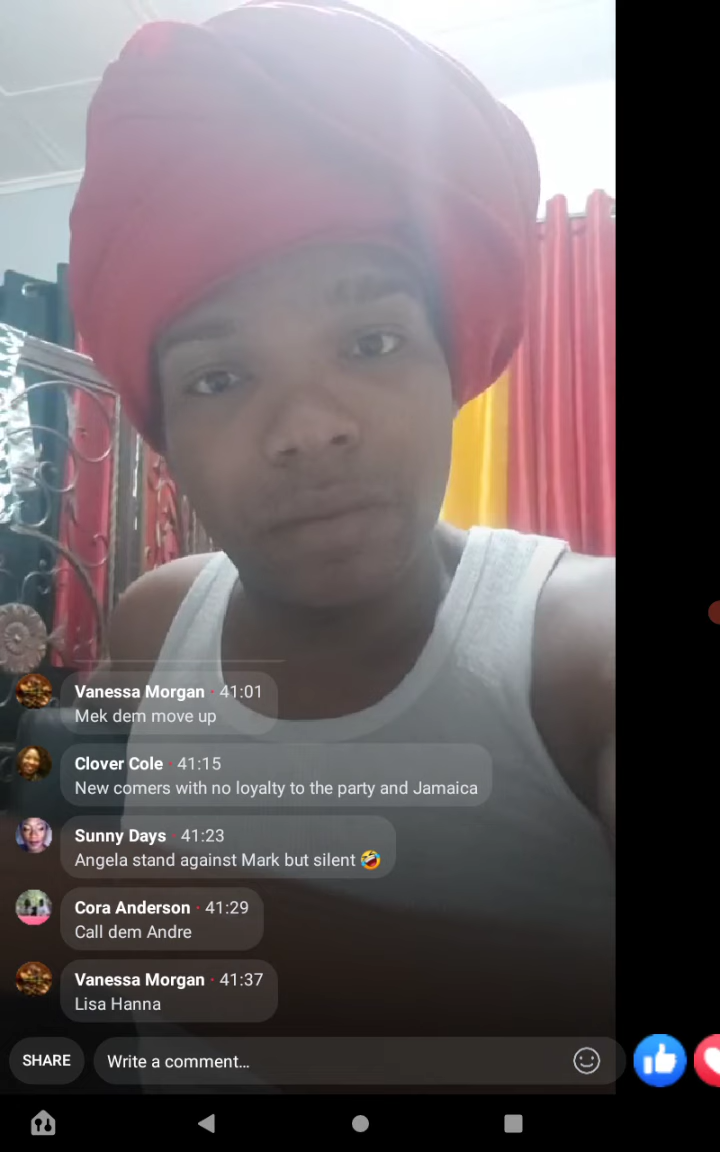 Vanessa Morgan · 41:01
Mek dem move up
Clover Cole · 41:15
New comers with no loyalty to the party and Jamaica
Sunny Days · 41:23
Angela stand against Mark but silent 🤣
Cora Anderson · 41:29
Call dem Andre
Vanessa Morgan · 41:37
Lisa Hanna
SHARE
Write a comment...